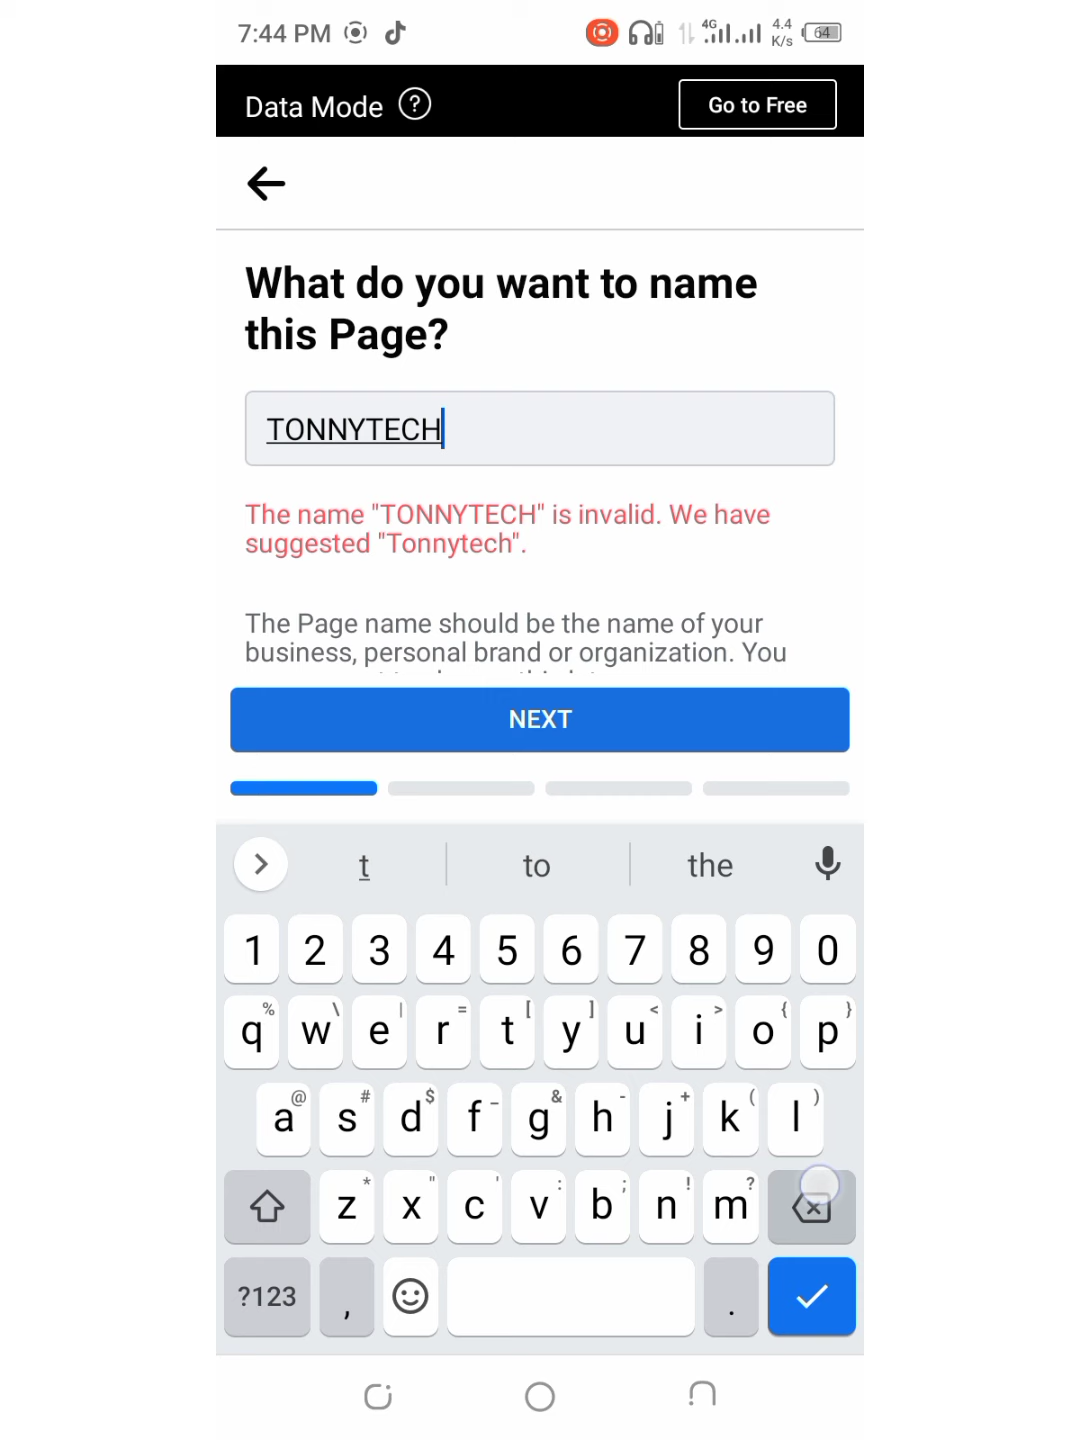 7:44 PM 4G 4.4 K/s 64
Data Mode ? Go to Free
What do you want to name
this Page?
TONNYTECH
The name "TONNYTECH" is invalid. We have
suggested "Tonnytech".
The Page name should be the name of your
business, personal brand or organization. You
NEXT
t to the
1 2 3 4 5 6 7 8 9 0
% \ | = [ ] < > { }
q w e r t y u i o p
@ # $ _ & - + ( )
a s d f g h j k l
* " ' : ; ! ?
z x c v b n m
?123 , .